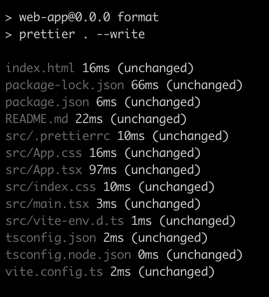 > web-app@0.0.0 format
> prettier . --write
index.html 16ms (unchanged)
package-lock.json 66ms (unchanged)
package.json 6ms (unchanged)
README.md 22ms (unchanged)
src/.prettierrc 10ms (unchanged)
src/App.css 16ms (unchanged)
src/App.tsx 97ms (unchanged)
src/index.css 10ms (unchanged)
src/main.tsx 3ms (unchanged)
src/vite-env.d.ts 1ms (unchanged)
tsconfig.json 2ms (unchanged)
tsconfig.node.json 0ms (unchanged)
vite.config.ts 2ms (unchanged)